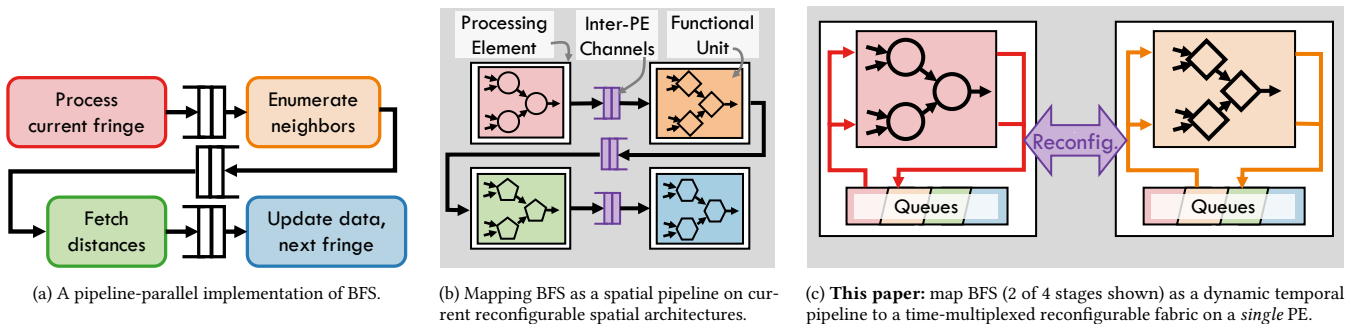 Process
current fringe
Enumerate
neighbors
Fetch
distances
Update data,
next fringe
(a) A pipeline-parallel implementation of BFS.
Processing
Element
Inter-PE
Channels
Functional
Unit
(b) Mapping BFS as a spatial pipeline on cur-
rent reconfigurable spatial architectures.
Reconfig.
Queues
Queues
(c) This paper: map BFS (2 of 4 stages shown) as a dynamic temporal
pipeline to a time-multiplexed reconfigurable fabric on a single PE.